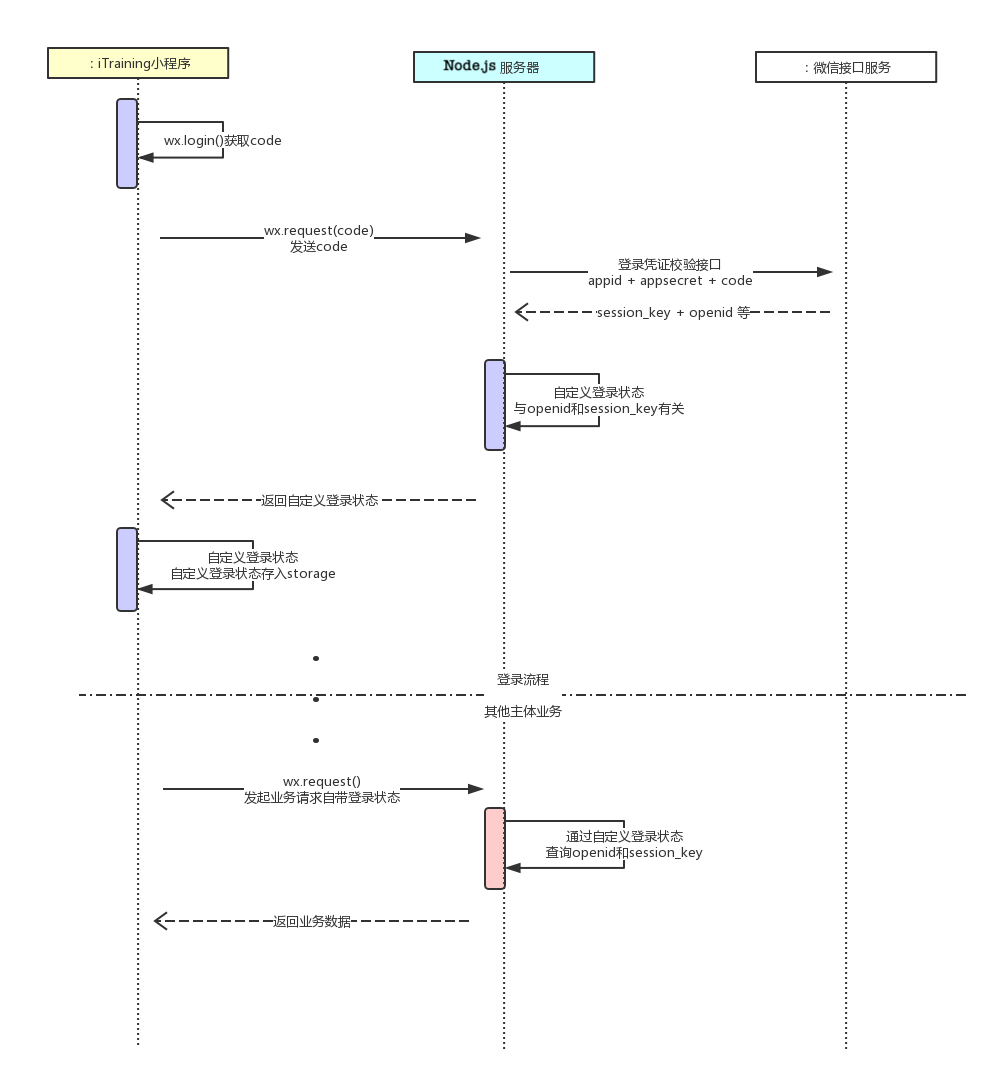 : iTraining小程序
Node.js 服务器
: 微信接口服务
wx.login()获取code
wx.request(code)
发送code
登录凭证校验接口
appid + appsecret + code
session_key + openid 等
自定义登录状态
与openid和session_key有关
返回自定义登录状态
自定义登录状态
自定义登录状态存入storage
登录流程
其他主体业务
wx.request()
发起业务请求自带登录状态
通过自定义登录状态
查询openid和session_key
返回业务数据